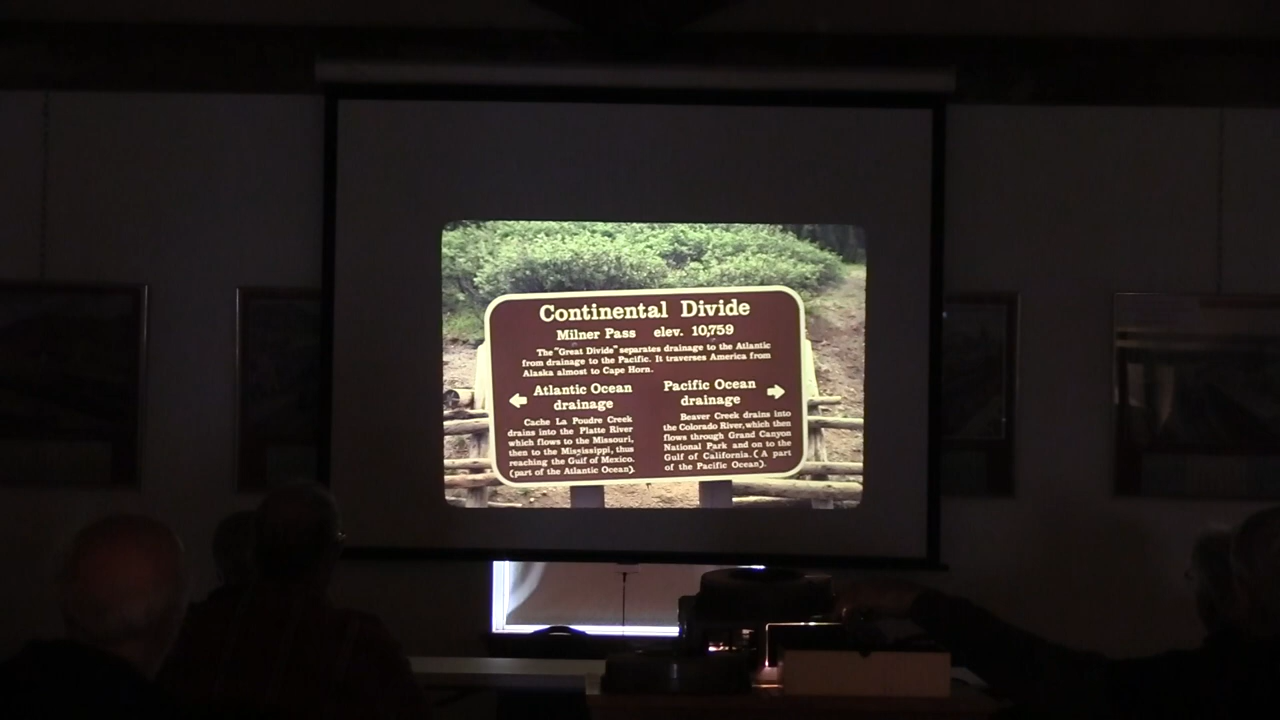 Continental Divide
Milner Pass elev. 10,759
The "Great Divide" separates drainage to the Atlantic
from drainage to the Pacific. It traverses America from
Alaska almost to Cape Horn.
Atlantic Ocean
drainage
Cache La Poudre Creek
drains into the Platte River
which flows to the Missouri,
then to the Mississippi, thus
reaching the Gulf of Mexico.
(part of the Atlantic Ocean).
Pacific Ocean
drainage
Beaver Creek drains into
the Colorado River, which then
flows through Grand Canyon
National Park and on to the
Gulf of California. (A part
of the Pacific Ocean).